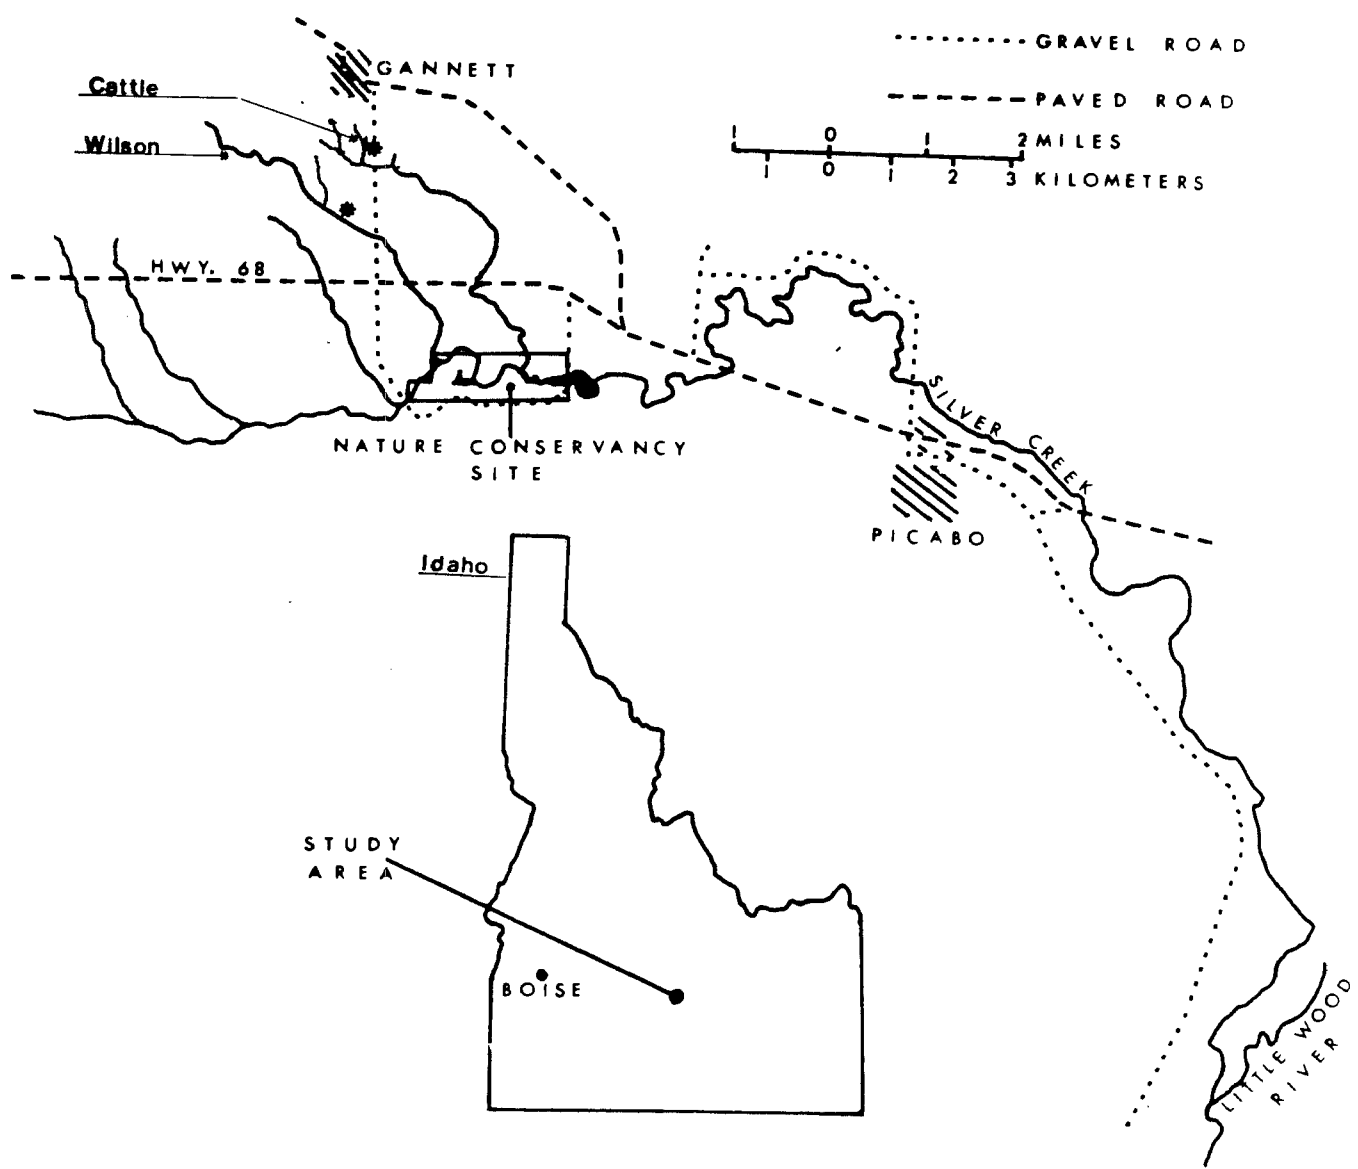 GRAVEL ROAD
GANNETT
Cattle
PAVED ROAD
1 0 1 2 MILES
Wilson
1 0 1 2 3 KILOMETERS
HWY. 68
SILVER CREEK
NATURE CONSERVANCY
SITE
PICABO
Idaho
STUDY
AREA
BOISE
LITTLE WOOD
RIVER